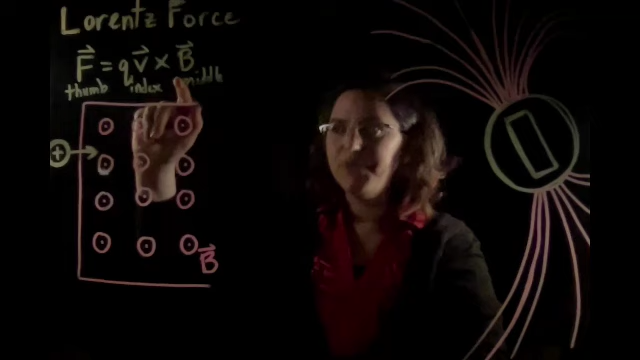 Lorentz Force
F⃗ = qv⃗ × B⃗
thumb index middle
+
B⃗